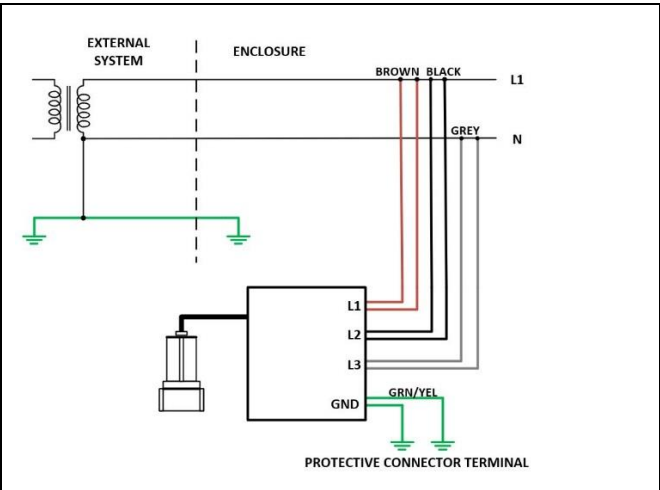 EXTERNAL
SYSTEM
ENCLOSURE
BROWN BLACK
L1
GREY
N
L1
L2
L3
GRN/YEL
GND
PROTECTIVE CONNECTOR TERMINAL